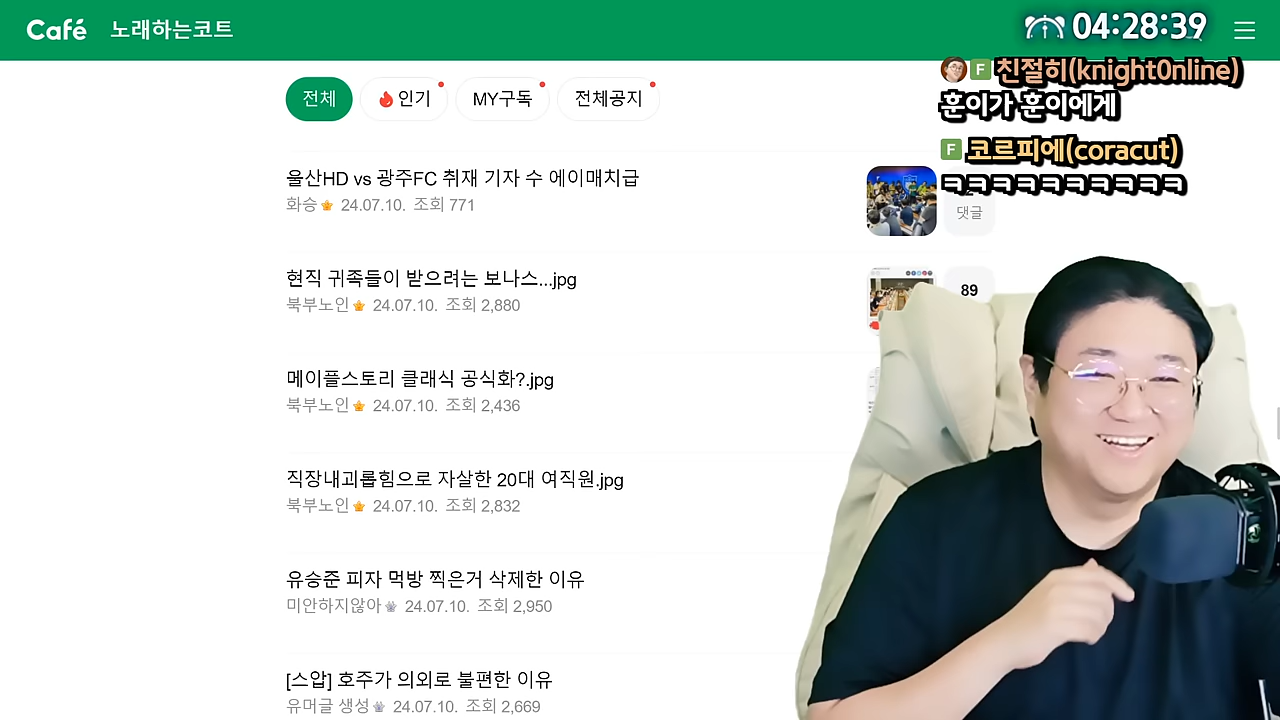 Café 노래하는코트
04:28:39
F 친절히(knight0nline)
훈이가 훈이에게
F 코르피에(coracut)
ㅋㅋㅋㅋㅋㅋㅋㅋㅋㅋ
전체 인기 MY구독 전체공지
울산HD vs 광주FC 취재 기자 수 에이매치급
화승 24.07.10. 조회 771
댓글
현직 귀족들이 받으려는 보나스...jpg
북부노인 24.07.10. 조회 2,880
89
메이플스토리 클래식 공식화?.jpg
북부노인 24.07.10. 조회 2,436
직장내괴롭힘으로 자살한 20대 여직원.jpg
북부노인 24.07.10. 조회 2,832
유승준 피자 먹방 찍은거 삭제한 이유
미안하지않아 24.07.10. 조회 2,950
[스압] 호주가 의외로 불편한 이유
유머글 생성 24.07.10. 조회 2,669